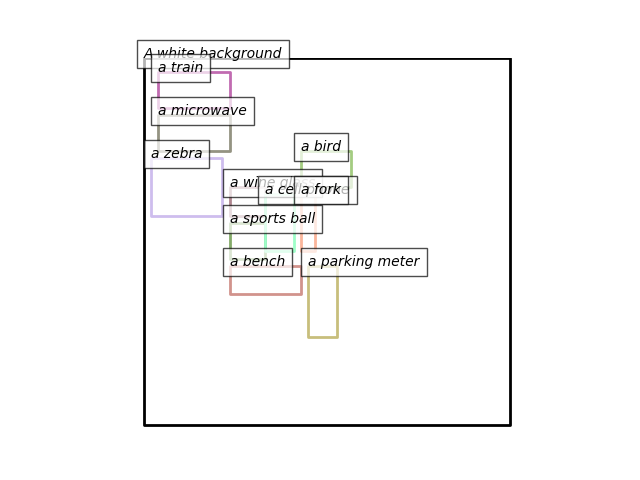 A white background
a train
a microwave
a bird
a zebra
a wine glass
a cell phone
a fork
a sports ball
a bench
a parking meter